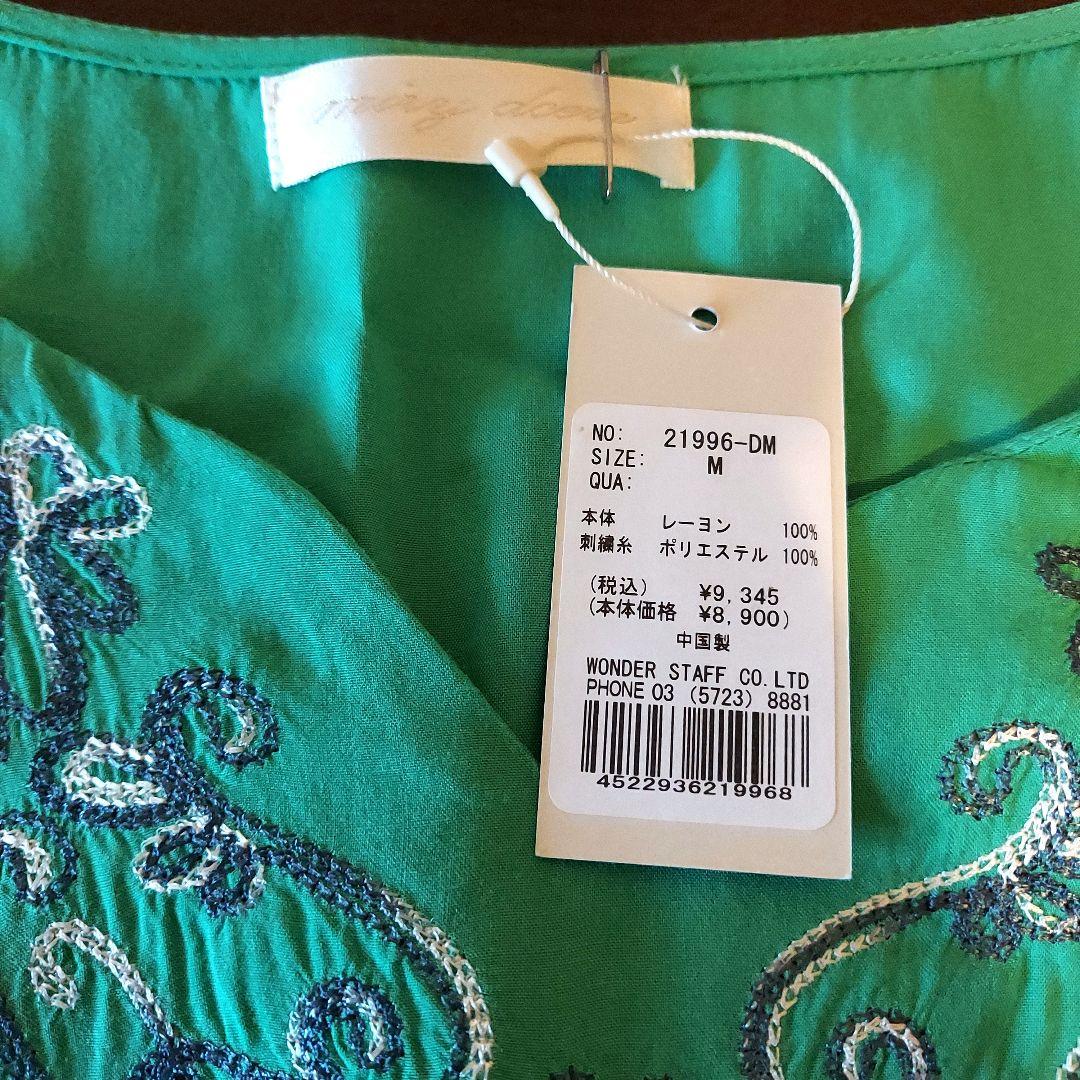 NO: 21996-DM
SIZE: M
QUA:
本体 レーヨン 100%
刺繍糸 ポリエステル 100%
(税込) ¥9,345
(本体価格 ¥8,900)
中国製
WONDER STAFF CO.LTD
PHONE 03 (5723) 8881
4522936219968